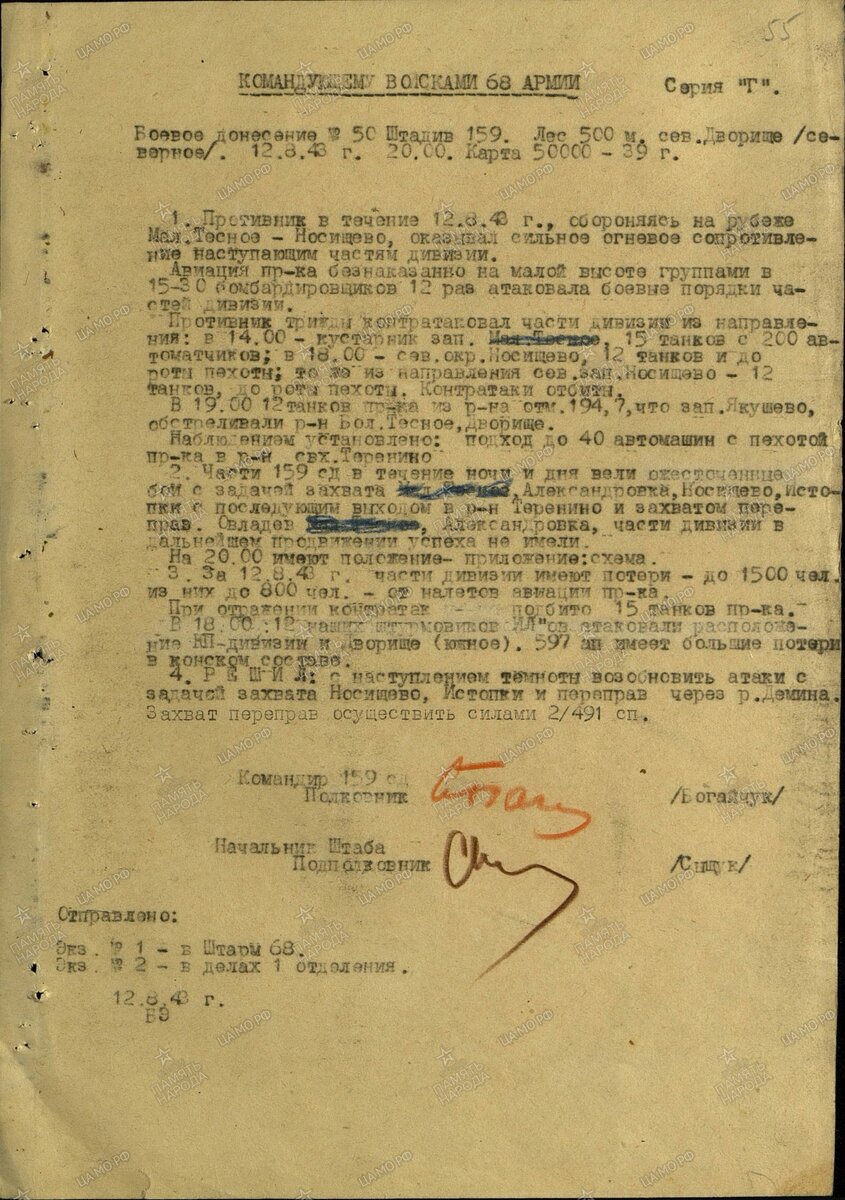 55
КОМАНДУЮЩЕМУ ВОЙСКАМИ 68 АРМИИ
Серия "Г".
Боевое донесение № 50 Штадив 159. Лес 500 м. сев.Дворище /се-
верное/. 12.8.43 г. 20.00. Карта 50000 - 39 г.
1. Противник в течение 12.8.43 г., обороняясь на рубеже
Мал.Тесное - Носищево, оказывал сильное огневое сопротивле-
ние наступающим частям дивизии.
Авиация пр-ка безнаказанно на малой высоте группами в
15-30 бомбардировщиков 12 раз атаковала боевые порядки ча-
стей дивизии.
Противник трижды контратаковал части дивизии из направле-
ния: в 14.00 - кустарник зап. 15 танков с 200 ав-
томатчиков; в 18.00 - сев.окр.Носищево, 12 танков и до
роты пехоты; то же из направления сев.зап.Носищево - 12
танков, до роты пехоты. Контратаки отбиты.
В 19.00 12танков пр-ка из р-на отм.194,7,что зап.Якушево,
обстреливали р-н Бол.Тесное,Дворище.
Наблюдением установлено: подход до 40 автомашин с пехотой
пр-ка в р-н свх.Теренино
2. Части 159 сд в течение ночи и дня вели ожесточенные
бои с задачей захвата ,Александровка,Носищево,Исто-
пки с последующим выходом в р-н Теренино и захватом пере-
прав. Овладев , Александровка, части дивизии в
дальнейшем продвижении успеха не имели.
На 20.00 имеют положение- приложение:схема.
3. За 12.8.43 г. части дивизии имеют потери - до 1500 чел.
из них до 800 чел. - от налетов авиации пр-ка.
При отражении контратак подбито 15 танков пр-ка.
В 18.00 :12 наших штурмовиков "ИЛ"ов атаковали расположе-
ние КП-дивизии и Дворище (южное). 597 ап имеет большие потери
в конском составе.
4. Р Е Ш И Л: с наступлением темноты возобновить атаки с
задачей захвата Носищево, Истопки и переправ через р.Демина.
Захват переправ осуществить силами 2/491 сп.
Командир 159 сд
Полковник /Богайчук/
Начальник Штаба
Подполковник /Сыщук/
Отправлено:
Экз. № 1 - в Штарм 68.
Экз. № 2 - в делах 1 отделения.
12.8.43 г.
БЭ